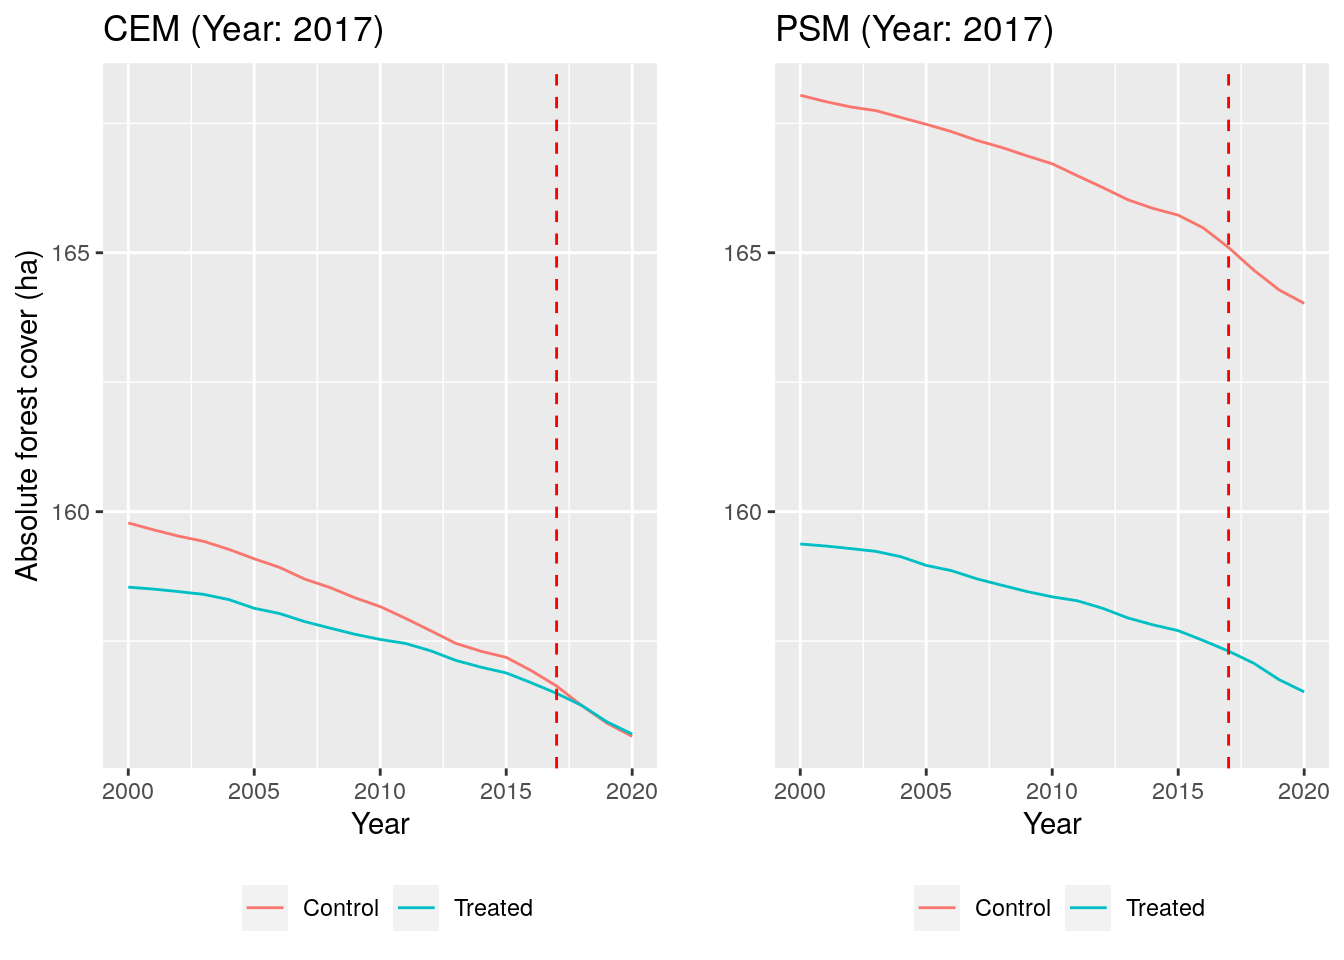 CEM (Year: 2017)
Absolute forest cover (ha)
165
160
2000 2005 2010 2015 2020
Year
Control Treated
PSM (Year: 2017)
165
160
2000 2005 2010 2015 2020
Year
Control Treated